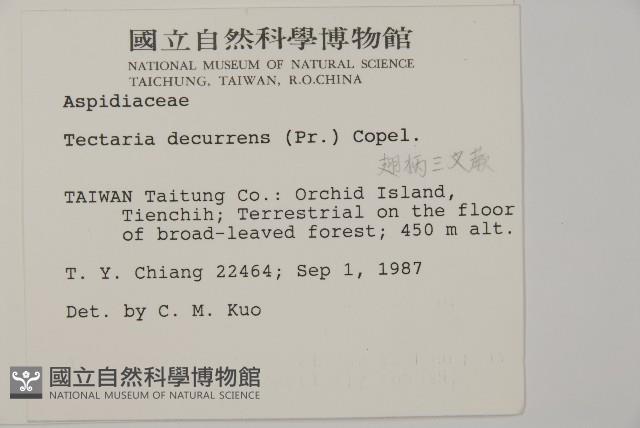 國立自然科學博物館
NATIONAL MUSEUM OF NATURAL SCIENCE
TAICHUNG, TAIWAN, R.O.CHINA
Aspidiaceae
Tectaria decurrens (Pr.) Copel.
翅柄三叉蕨
TAIWAN Taitung Co.: Orchid Island,
Tienchih; Terrestrial on the floor
of broad-leaved forest; 450 m alt.
T. Y. Chiang 22464; Sep 1, 1987
Det. by C. M. Kuo
國立自然科學博物館
NATIONAL MUSEUM OF NATURAL SCIENCE